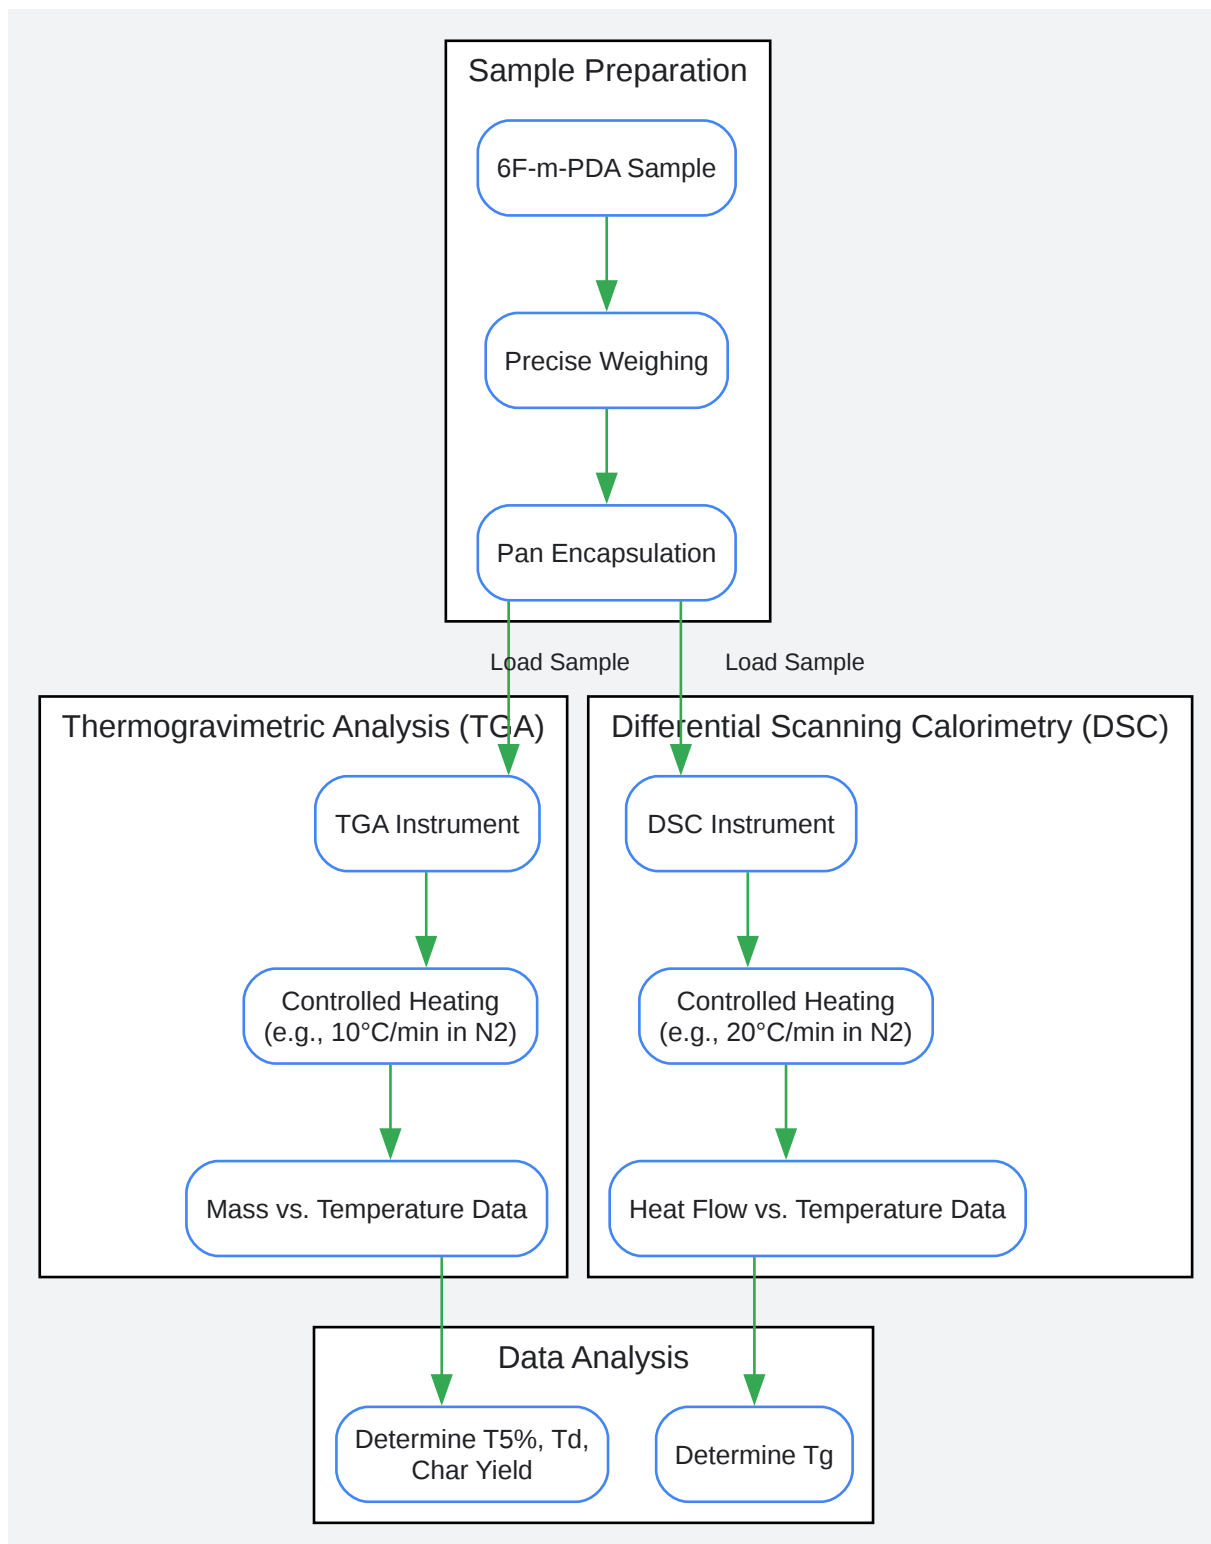 Sample Preparation
6F-m-PDA Sample
Precise Weighing
Pan Encapsulation
Load Sample
Load Sample
Thermogravimetric Analysis (TGA)
TGA Instrument
Controlled Heating
(e.g., 10°C/min in N2)
Mass vs. Temperature Data
Differential Scanning Calorimetry (DSC)
DSC Instrument
Controlled Heating
(e.g., 20°C/min in N2)
Heat Flow vs. Temperature Data
Data Analysis
Determine T5%, Td,
Char Yield
Determine Tg